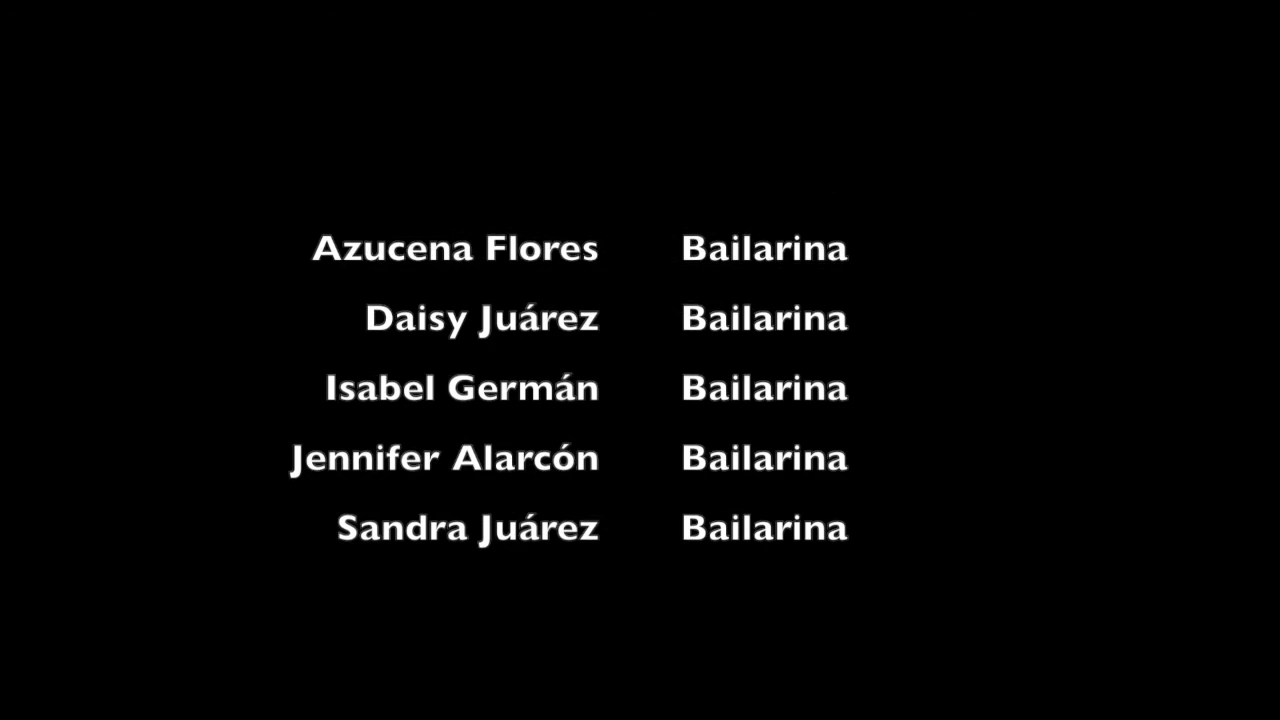 Azucena Flores Bailarina
Daisy Juárez Bailarina
Isabel Germán Bailarina
Jennifer Alarcón Bailarina
Sandra Juárez Bailarina